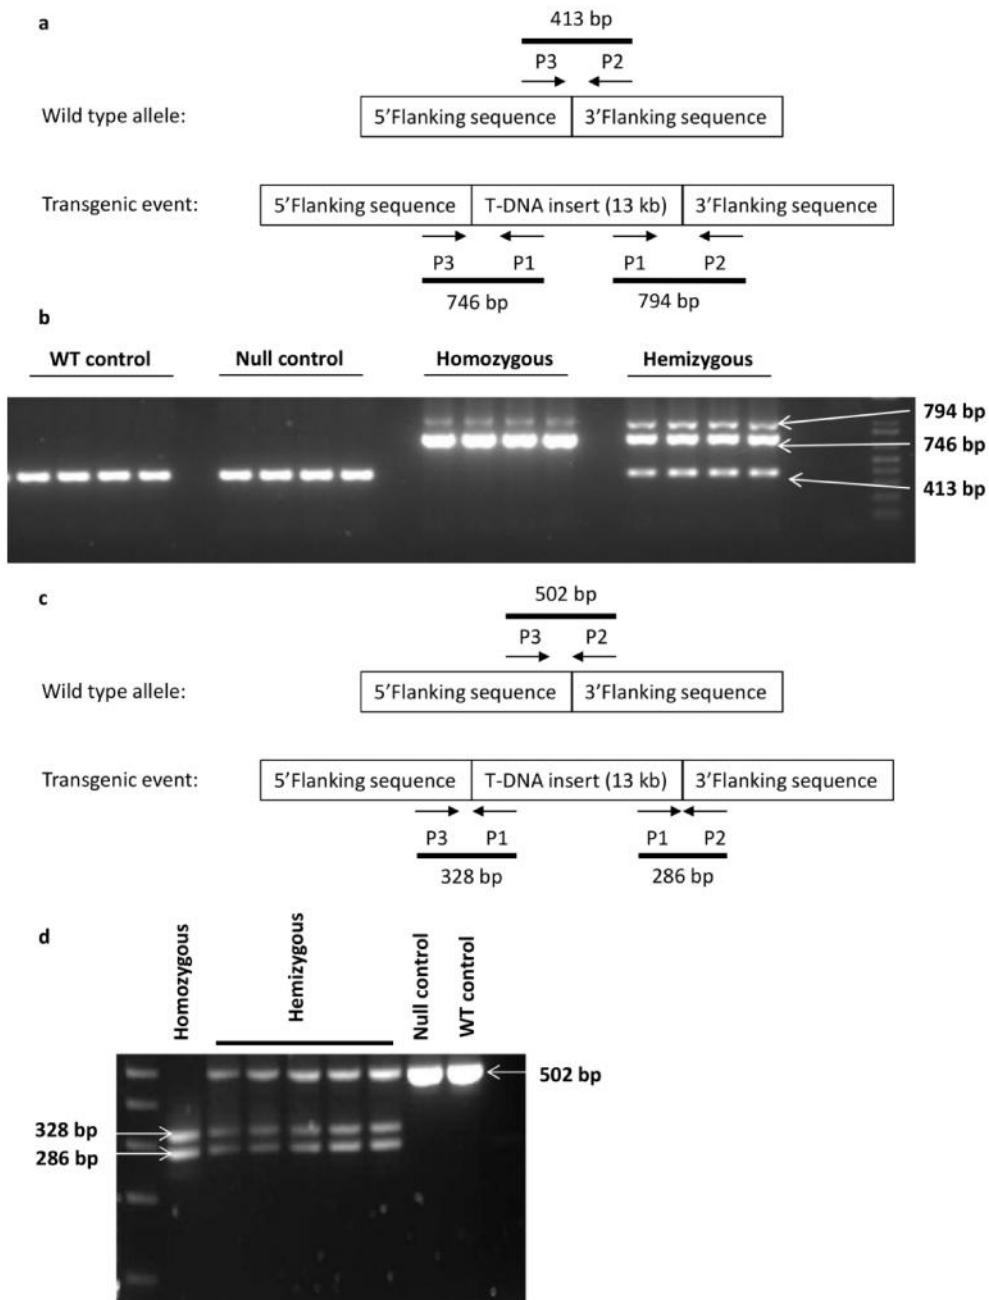 a
413 bp
P3 P2
Wild type allele: 5'Flanking sequence 3'Flanking sequence
Transgenic event: 5'Flanking sequence T-DNA insert (13 kb) 3'Flanking sequence
P3 P1 P1 P2
746 bp 794 bp
b
WT control Null control Homozygous Hemizygous
794 bp
746 bp
413 bp
c
502 bp
P3 P2
Wild type allele: 5'Flanking sequence 3'Flanking sequence
Transgenic event: 5'Flanking sequence T-DNA insert (13 kb) 3'Flanking sequence
P3 P1 P1 P2
328 bp 286 bp
d
Homozygous
Hemizygous
Null control
WT control
502 bp
328 bp
286 bp